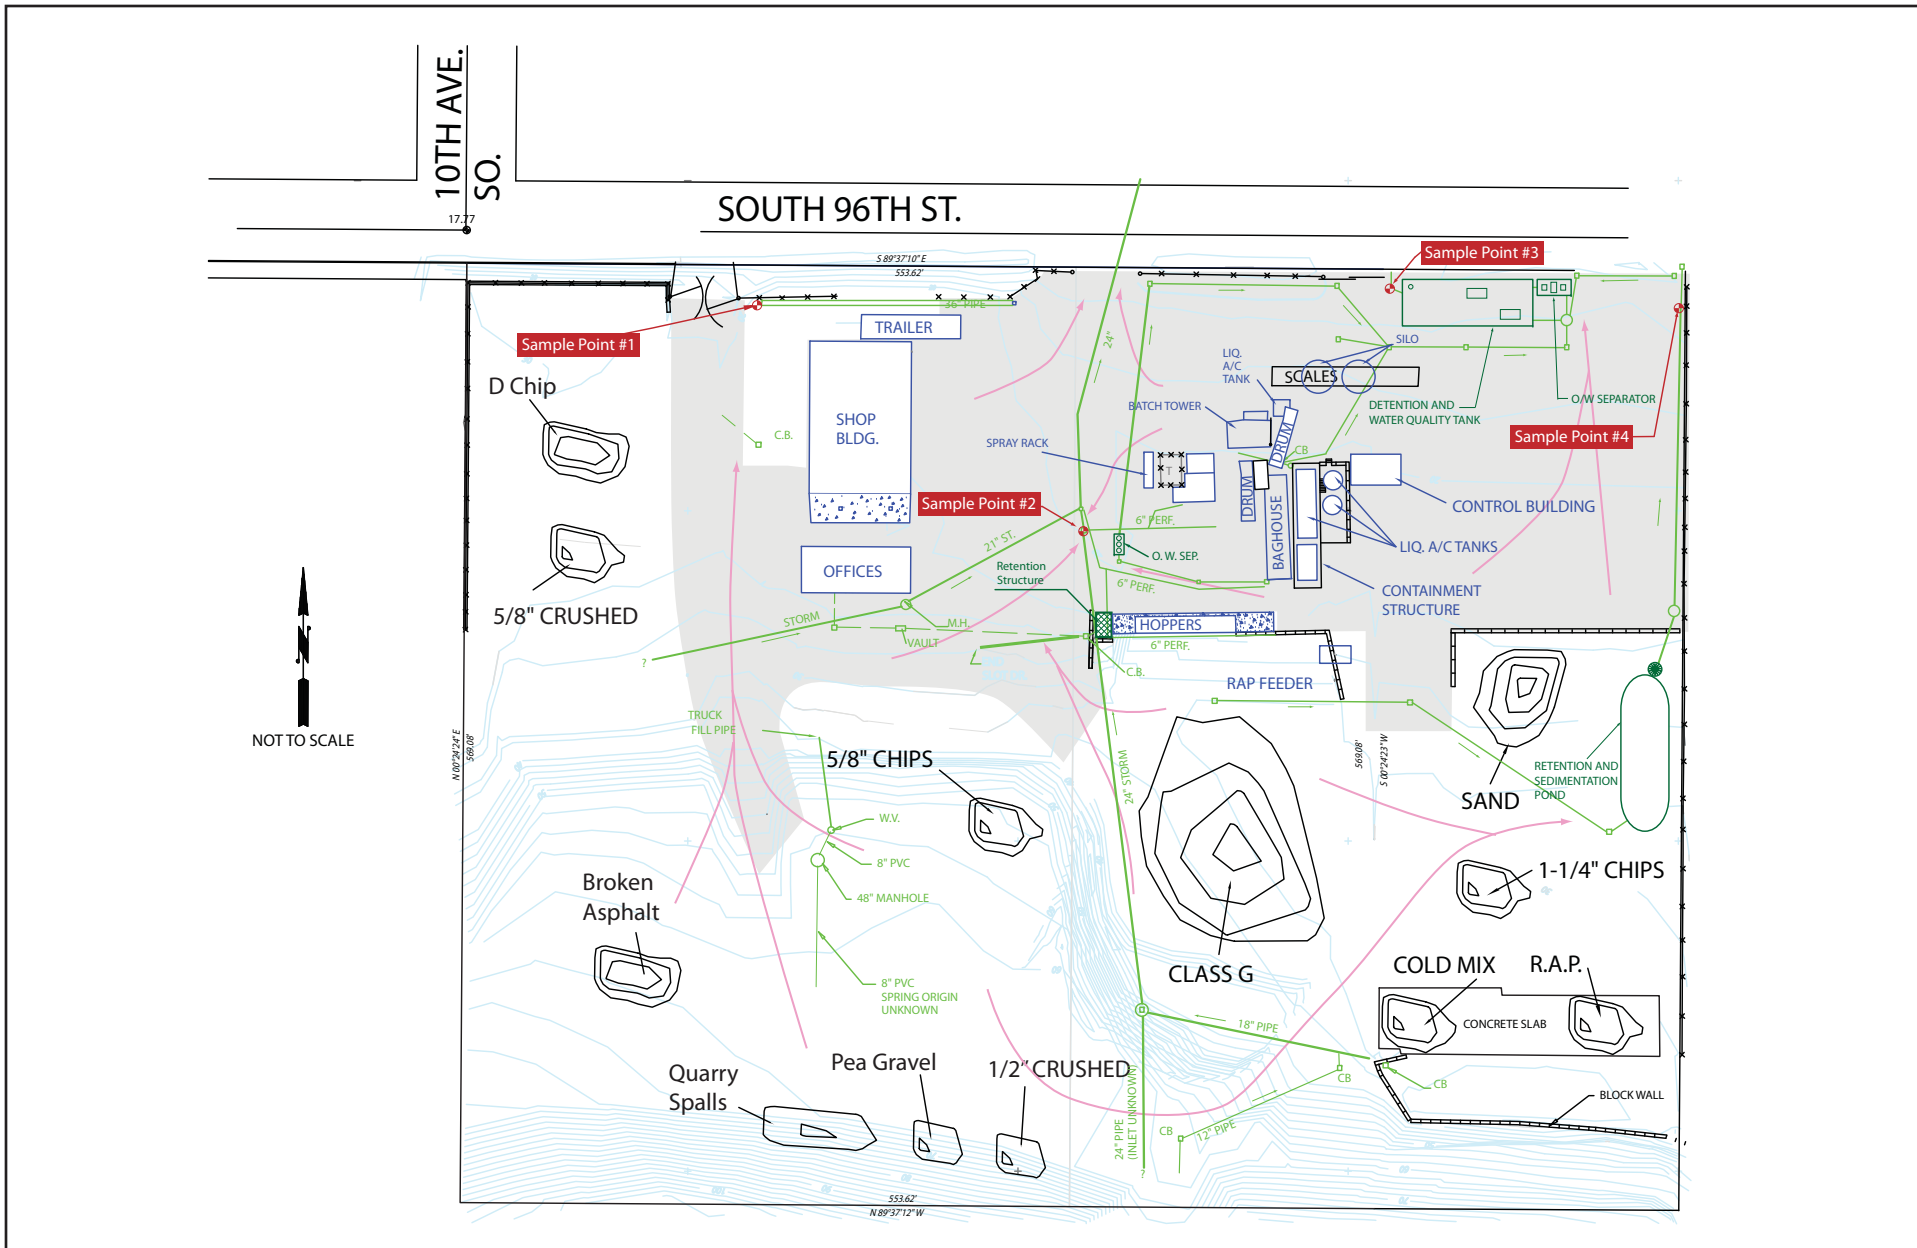 10TH AVE.
SO.
17.77
SOUTH 96TH ST.
S 89°37'10" E
553.62'
Sample Point #3
36" PIPE
TRAILER
Sample Point #1
24"
SILO
LIQ.
A/C
TANK
SCALES
D Chip
SHOP
BLDG.
C.B.
BATCH TOWER
DETENTION AND
WATER QUALITY TANK
O/W SEPARATOR
Sample Point #4
SPRAY RACK
DRUM
CB
T
DRUM
BAGHOUSE
Sample Point #2
6" PERF.
CONTROL BUILDING
21" ST.
O. W. SEP.
LIQ. A/C TANKS
OFFICES
Retention
Structure
6" PERF.
CONTAINMENT
STRUCTURE
5/8" CRUSHED
STORM
M.H.
HOPPERS
VAULT
6" PERF.
?
C.B.
RAP FEEDER
N
NOT TO SCALE
N 00°24'24" E
569.08'
TRUCK
FILL PIPE
5/8" CHIPS
24" STORM
569.08'
S 00°24'23" W
RETENTION AND
SEDIMENTATION
POND
SAND
W.V.
8" PVC
48" MANHOLE
1-1/4" CHIPS
Broken
Asphalt
CLASS G
COLD MIX
R.A.P.
8" PVC
SPRING ORIGIN
UNKNOWN
18" PIPE
CONCRETE SLAB
Pea Gravel
1/2" CRUSHED
Quarry
Spalls
CB
CB
BLOCK WALL
24" PIPE
(INLET UNKNOWN)
CB
12" PIPE
?
553.62'
N 89°37'12" W